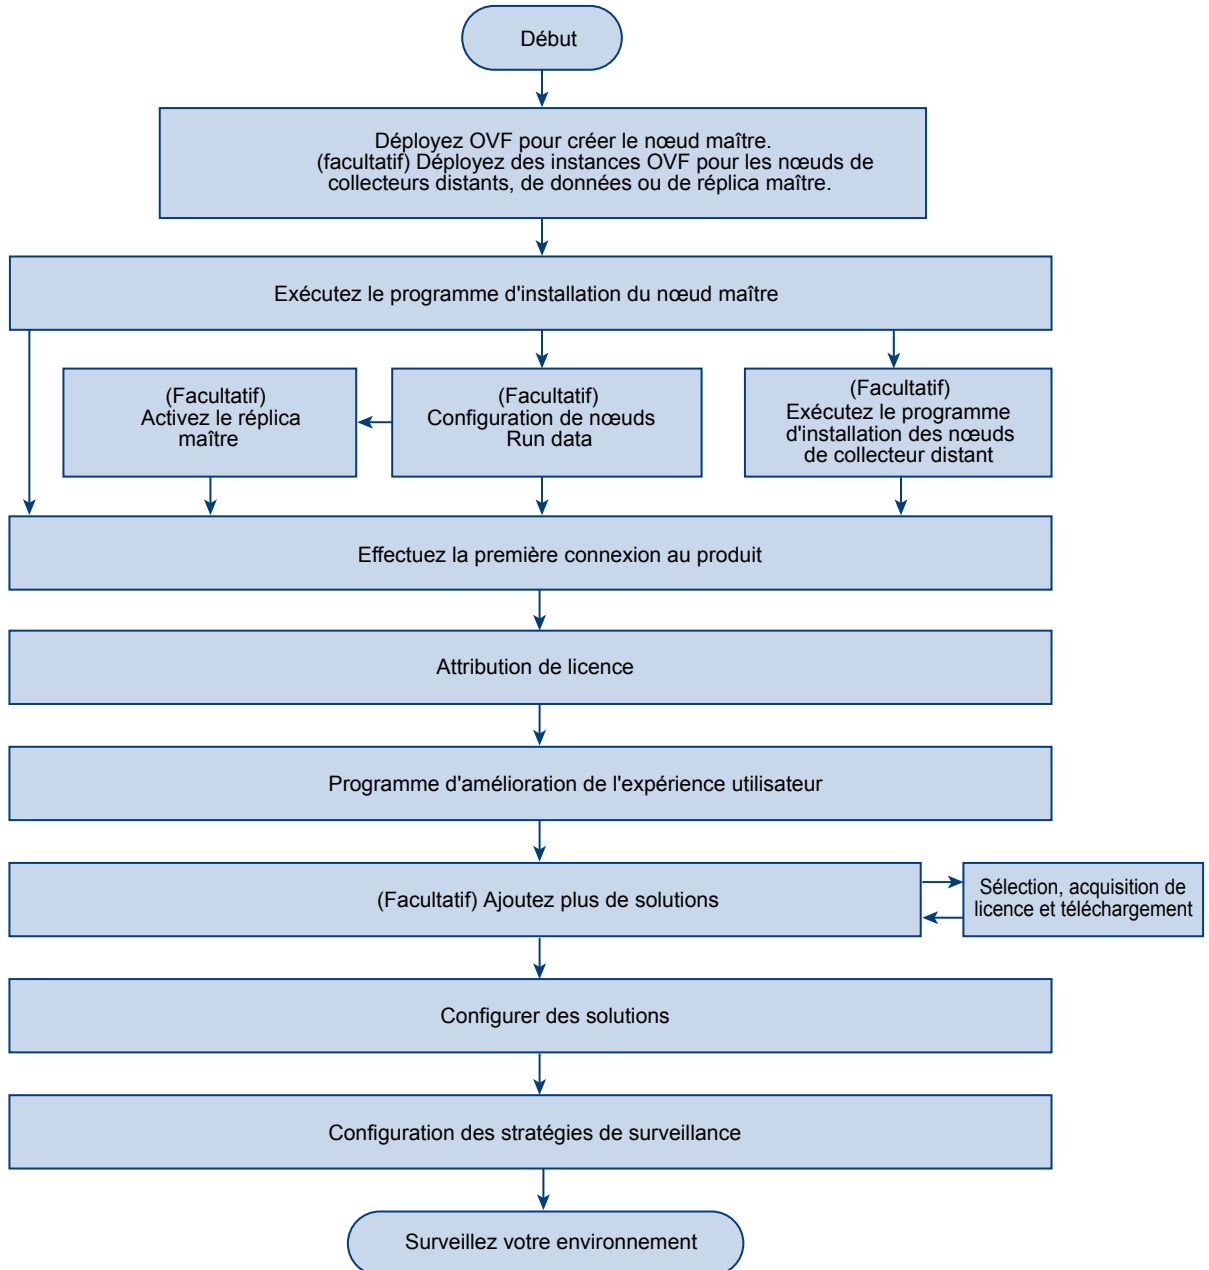 Début
Déployez OVF pour créer le nœud maître.
(facultatif) Déployez des instances OVF pour les nœuds de
collecteurs distants, de données ou de réplica maître.
Exécutez le programme d'installation du nœud maître
(Facultatif)
Activez le réplica
maître
(Facultatif)
Configuration de nœuds
Run data
(Facultatif)
Exécutez le programme
d'installation des nœuds
de collecteur distant
Effectuez la première connexion au produit
Attribution de licence
Programme d'amélioration de l'expérience utilisateur
(Facultatif) Ajoutez plus de solutions
Sélection, acquisition de
licence et téléchargement
Configurer des solutions
Configuration des stratégies de surveillance
Surveillez votre environnement